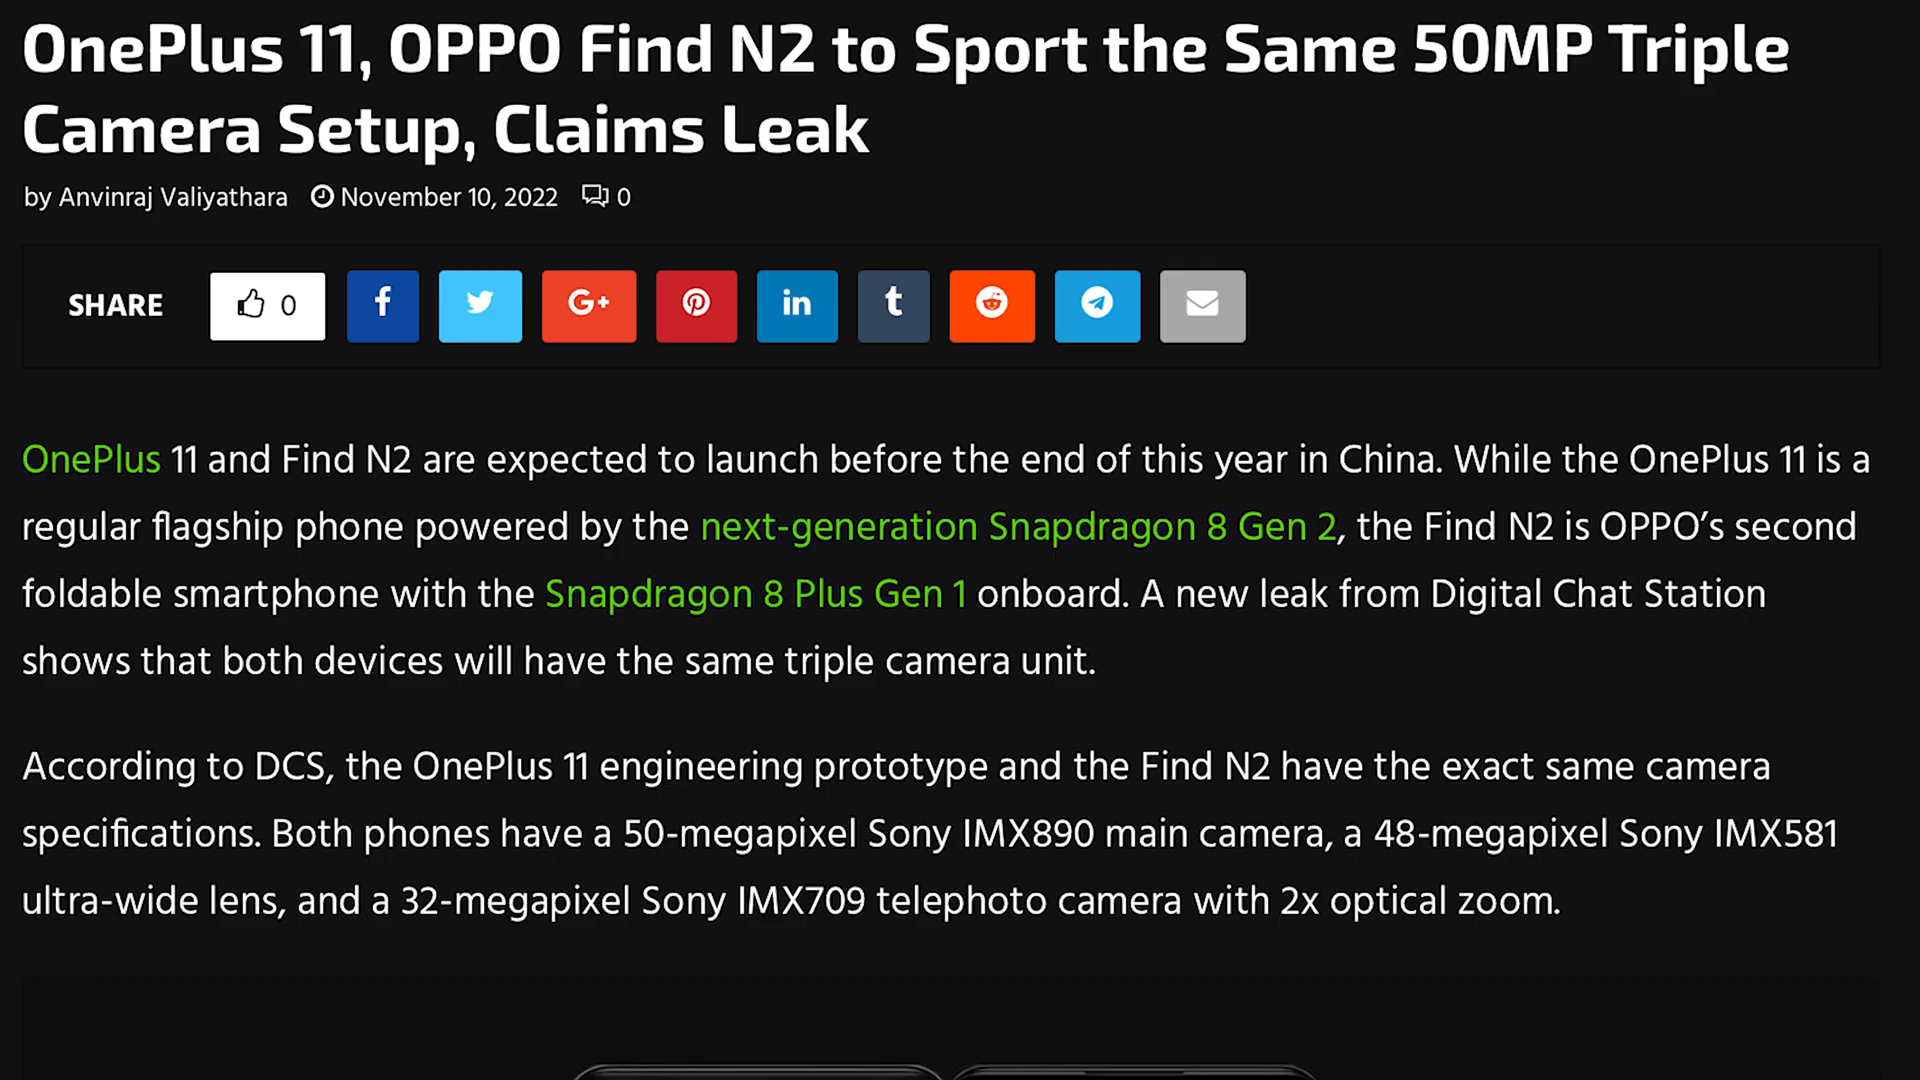 OnePlus 11, OPPO Find N2 to Sport the Same 50MP Triple
Camera Setup, Claims Leak
by Anvinraj Valiyathara November 10, 2022 0
SHARE 0 f G+ in t
OnePlus 11 and Find N2 are expected to launch before the end of this year in China. While the OnePlus 11 is a
regular flagship phone powered by the next-generation Snapdragon 8 Gen 2, the Find N2 is OPPO’s second
foldable smartphone with the Snapdragon 8 Plus Gen 1 onboard. A new leak from Digital Chat Station
shows that both devices will have the same triple camera unit.
According to DCS, the OnePlus 11 engineering prototype and the Find N2 have the exact same camera
specifications. Both phones have a 50-megapixel Sony IMX890 main camera, a 48-megapixel Sony IMX581
ultra-wide lens, and a 32-megapixel Sony IMX709 telephoto camera with 2x optical zoom.